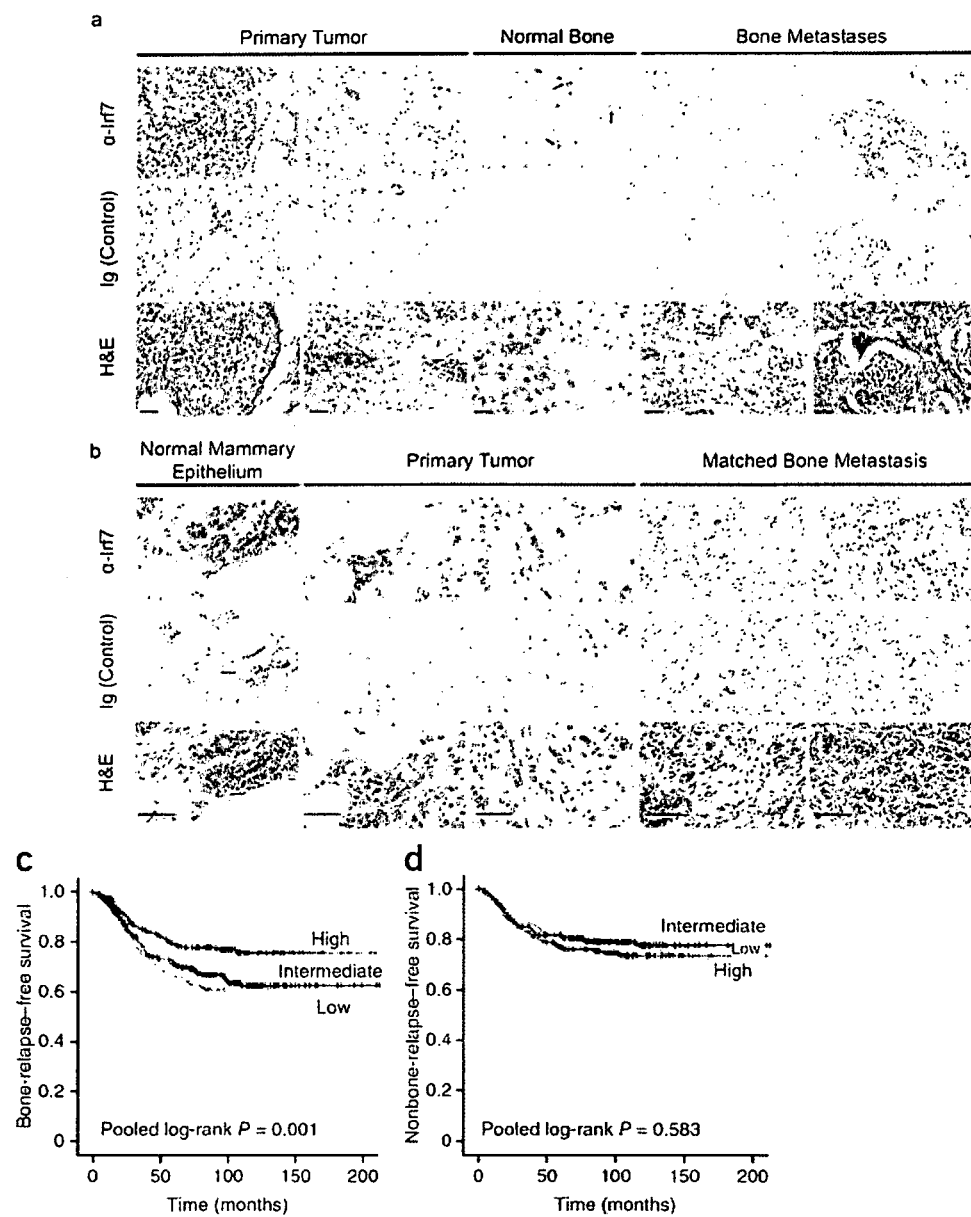 a
Primary Tumor
Normal Bone
Bone Metastases
α-Irf7
Ig (Control)
H&E
b
Normal Mammary
Epithelium
Primary Tumor
Matched Bone Metastasis
α-Irf7
Ig (Control)
H&E
c
Bone-relapse–free survival
1.0
0.8
0.6
0.4
0.2
0
High
Intermediate
Low
Pooled log-rank P = 0.001
0 50 100 150 200
Time (months)
d
Nonbone-relapse–free survival
1.0
0.8
0.6
0.4
0.2
0
Intermediate
Low
High
Pooled log-rank P = 0.583
0 50 100 150 200
Time (months)